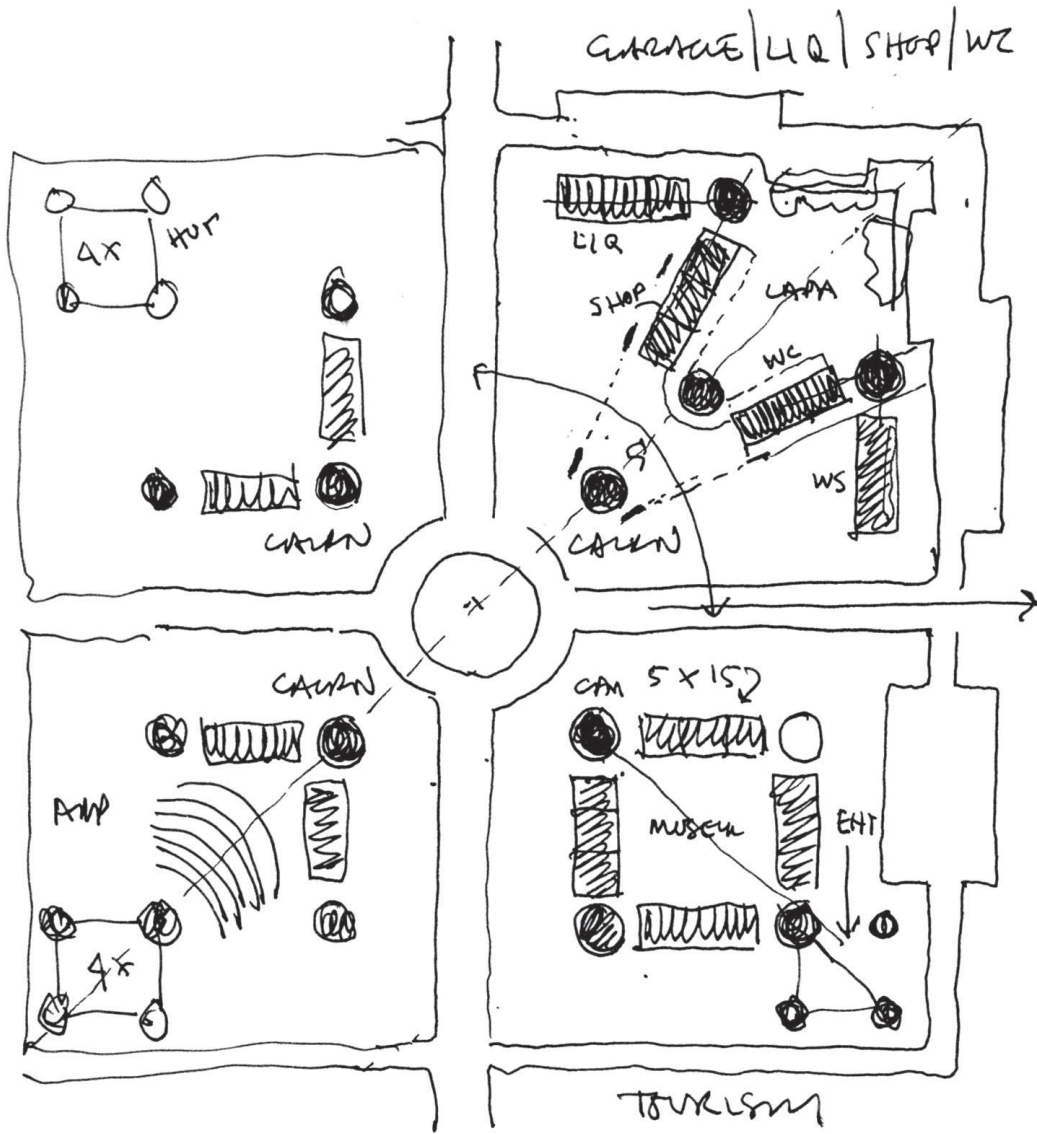 GARAGE | LIQ | SHOP | WC
LIQ
4X
HUT
SHOP
LAPA
WC
WS
CAIRN
CAIRN
CAIRN
5 X 15
AMP
MUSEUM
4X
TOURISM